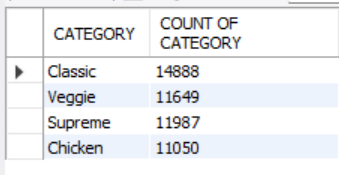 CATEGORY COUNT OF CATEGORY
Classic 14888
Veggie 11649
Supreme 11987
Chicken 11050